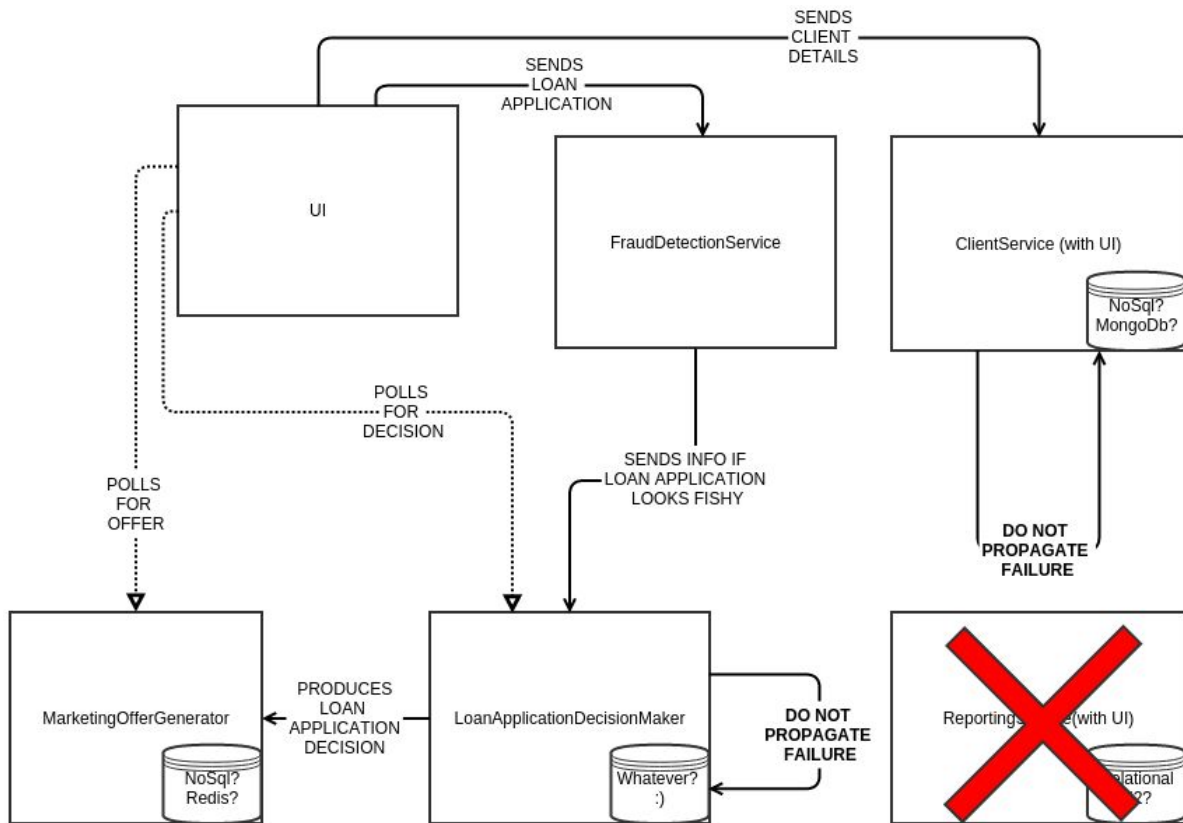 SENDS
CLIENT
DETAILS
SENDS
LOAN
APPLICATION
UI
FraudDetectionService
ClientService (with UI)
NoSql?
MongoDb?
POLLS
FOR
DECISION
SENDS INFO IF
LOAN APPLICATION
LOOKS FISHY
POLLS
FOR
OFFER
DO NOT
PROPAGATE
FAILURE
MarketingOfferGenerator
NoSql?
Redis?
PRODUCES
LOAN
APPLICATION
DECISION
LoanApplicationDecisionMaker
Whatever?
:)
DO NOT
PROPAGATE
FAILURE
(with UI)